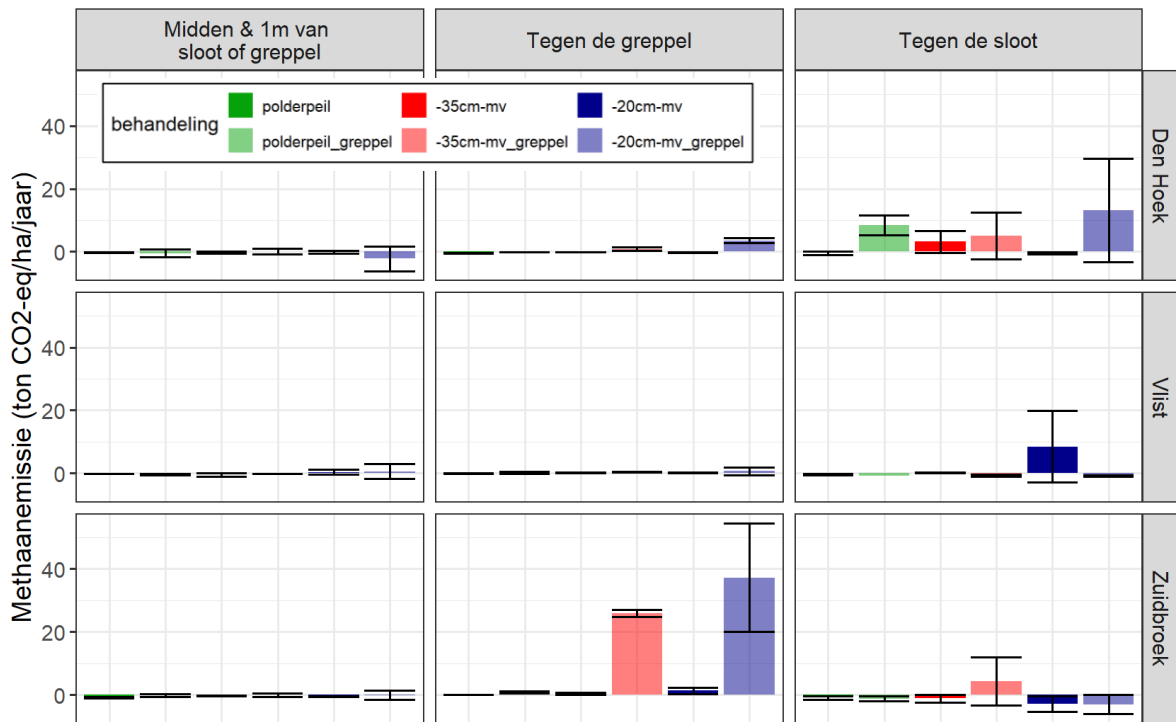 Midden & 1m van
sloot of greppel
Tegen de greppel
Tegen de sloot
Methaanemissie (ton CO2-eq/ha/jaar)
behandeling
polderpeil
-35cm-mv
-20cm-mv
polderpeil_greppel
-35cm-mv_greppel
-20cm-mv_greppel
40
20
0
Den Hoek
40
20
0
Vlist
40
20
0
Zuidbroek